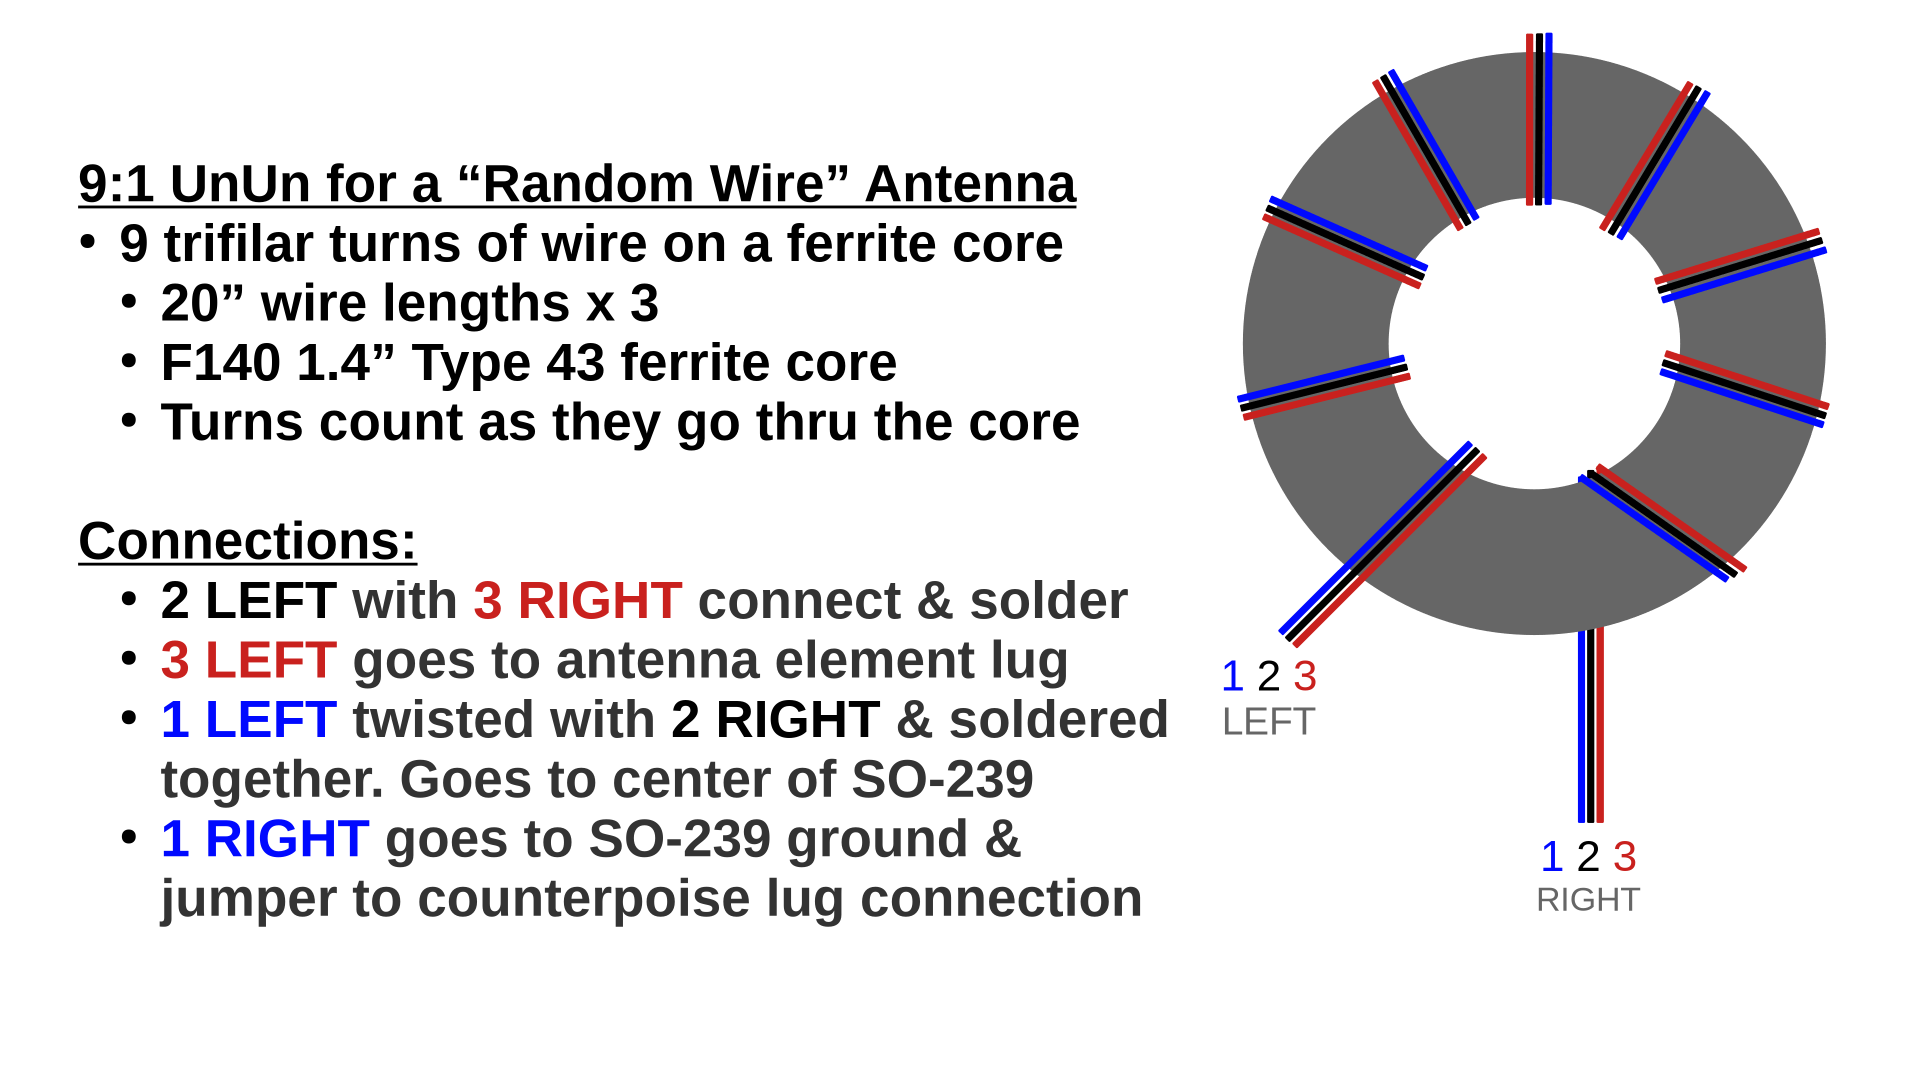 9:1 UnUn for a “Random Wire” Antenna
• 9 trifilar turns of wire on a ferrite core
• 20” wire lengths x 3
• F140 1.4” Type 43 ferrite core
• Turns count as they go thru the core
Connections:
• 2 LEFT with 3 RIGHT connect & solder
• 3 LEFT goes to antenna element lug
• 1 LEFT twisted with 2 RIGHT & soldered
together. Goes to center of SO-239
• 1 RIGHT goes to SO-239 ground &
jumper to counterpoise lug connection
1 2 3
LEFT
1 2 3
RIGHT